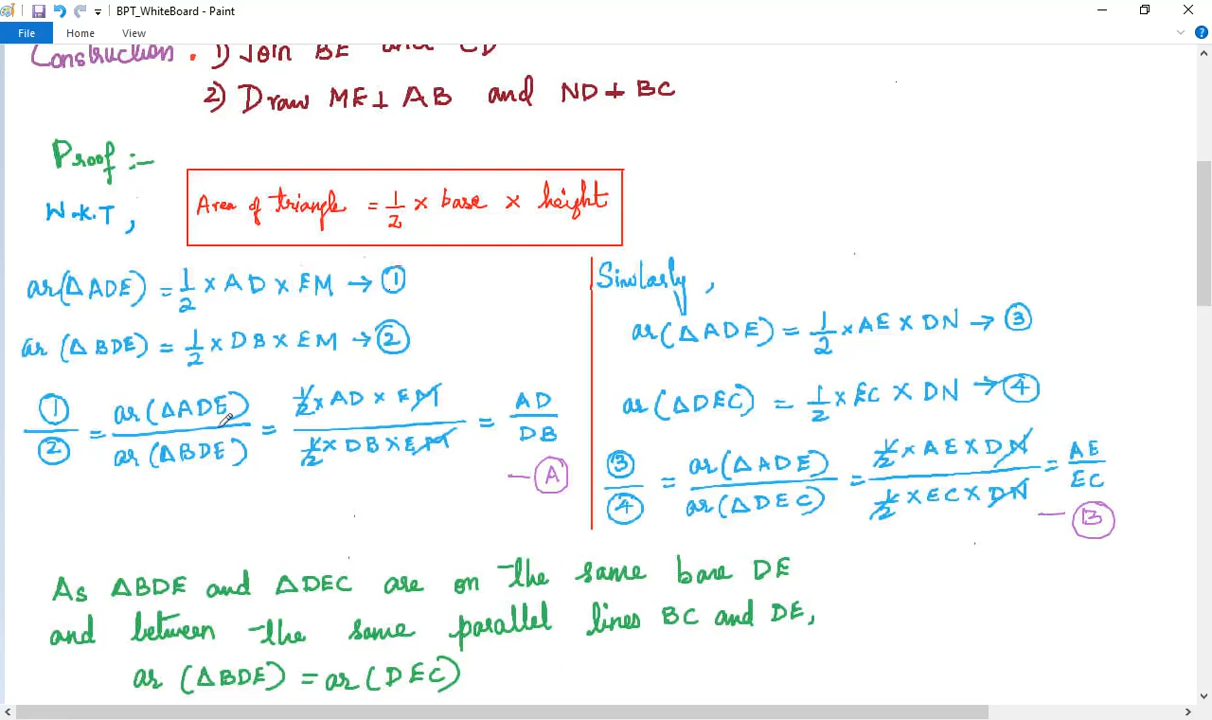 BPT_WhiteBoard - Paint
File Home View
Construction . 1) Join BE and CD
2) Draw ME⊥ AB and ND⊥ BC
Proof :-
W.K.T ,
Area of triangle = 1/2 × base × height
ar(△ADE) = 1/2 × AD × EM → ①
ar (△BDE) = 1/2 × DB × EM → ②
①/② = ar(△ADE)/ar(△BDE) = 1/2 × AD × EM / 1/2 × DB × EM = AD/DB
— Ⓐ
Similarly ,
ar(△ADE) = 1/2 × AE × DN → ③
ar(△DEC) = 1/2 × EC × DN → ④
③/④ = ar(△ADE)/ar(△DEC) = 1/2 × AE × DN / 1/2 × EC × DN = AE/EC
— Ⓑ
As △BDE and △DEC are on the same base DE
and between the same parallel lines BC and DE,
ar (△BDE) = ar(DEC)